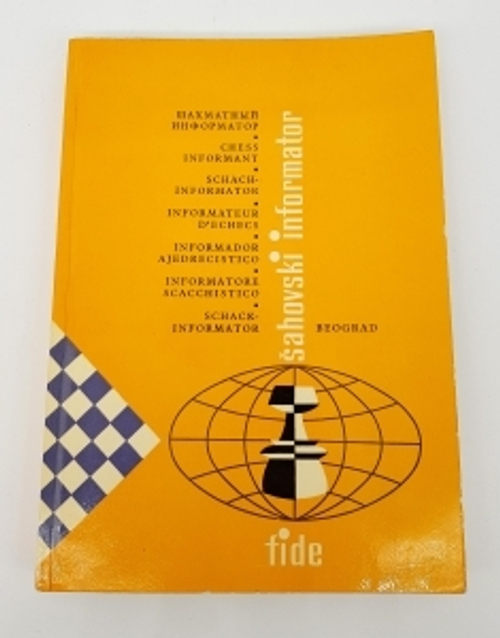 ШАХМАТНЫЙ
ИНФОРМАТОР
CHESS
INFORMANT
SCHACH-
INFORMATOR
INFORMATEUR
D'ECHECS
INFORMADOR
AJEDRECISTICO
INFORMATORE
SCACCHISTICO
SCHACK-
INFORMATOR
BEOGRAD
šahovski informator
fide